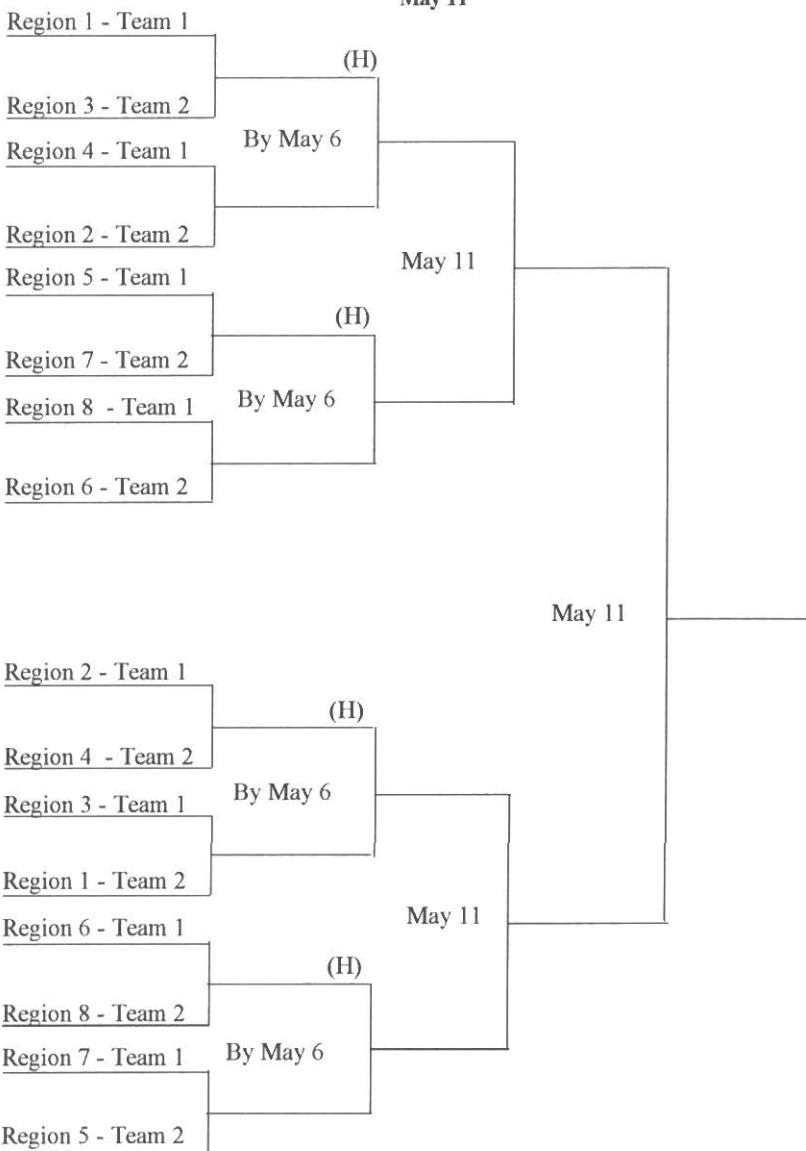 May 11
Region 1 - Team 1
(H)
Region 3 - Team 2
By May 6
Region 4 - Team 1
Region 2 - Team 2
May 11
Region 5 - Team 1
(H)
Region 7 - Team 2
By May 6
Region 8 - Team 1
Region 6 - Team 2
May 11
Region 2 - Team 1
(H)
Region 4 - Team 2
By May 6
Region 3 - Team 1
Region 1 - Team 2
May 11
Region 6 - Team 1
(H)
Region 8 - Team 2
By May 6
Region 7 - Team 1
Region 5 - Team 2